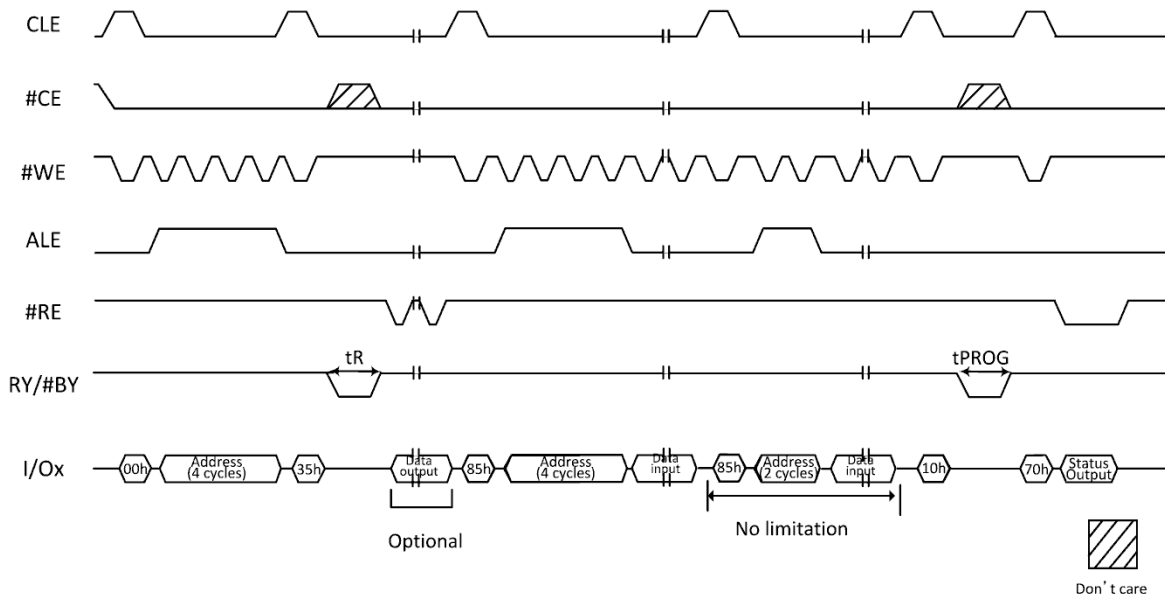 CLE
#CE
#WE
ALE
#RE
tR
tPROG
RY/#BY
I/Ox
00h
Address
(4 cycles)
35h
Data
output
85h
Address
(4 cycles)
Data
input
85h
Address
(2 cycles)
Data
input
10h
70h
Status
Output
Optional
No limitation
Don't care